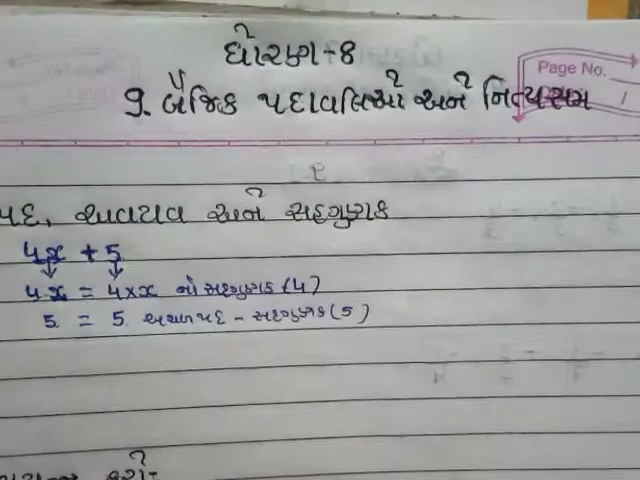 ધોરણ-8
9. બૈજિક પદાવલિઓ અને નિત્યસમ
Page No.
1
પદ, અવયવ અને સહગુણક
4x + 5
4x = 4×x નો સહગુણક (4)
5 = 5 અચળપદ - સહગુણક (5)